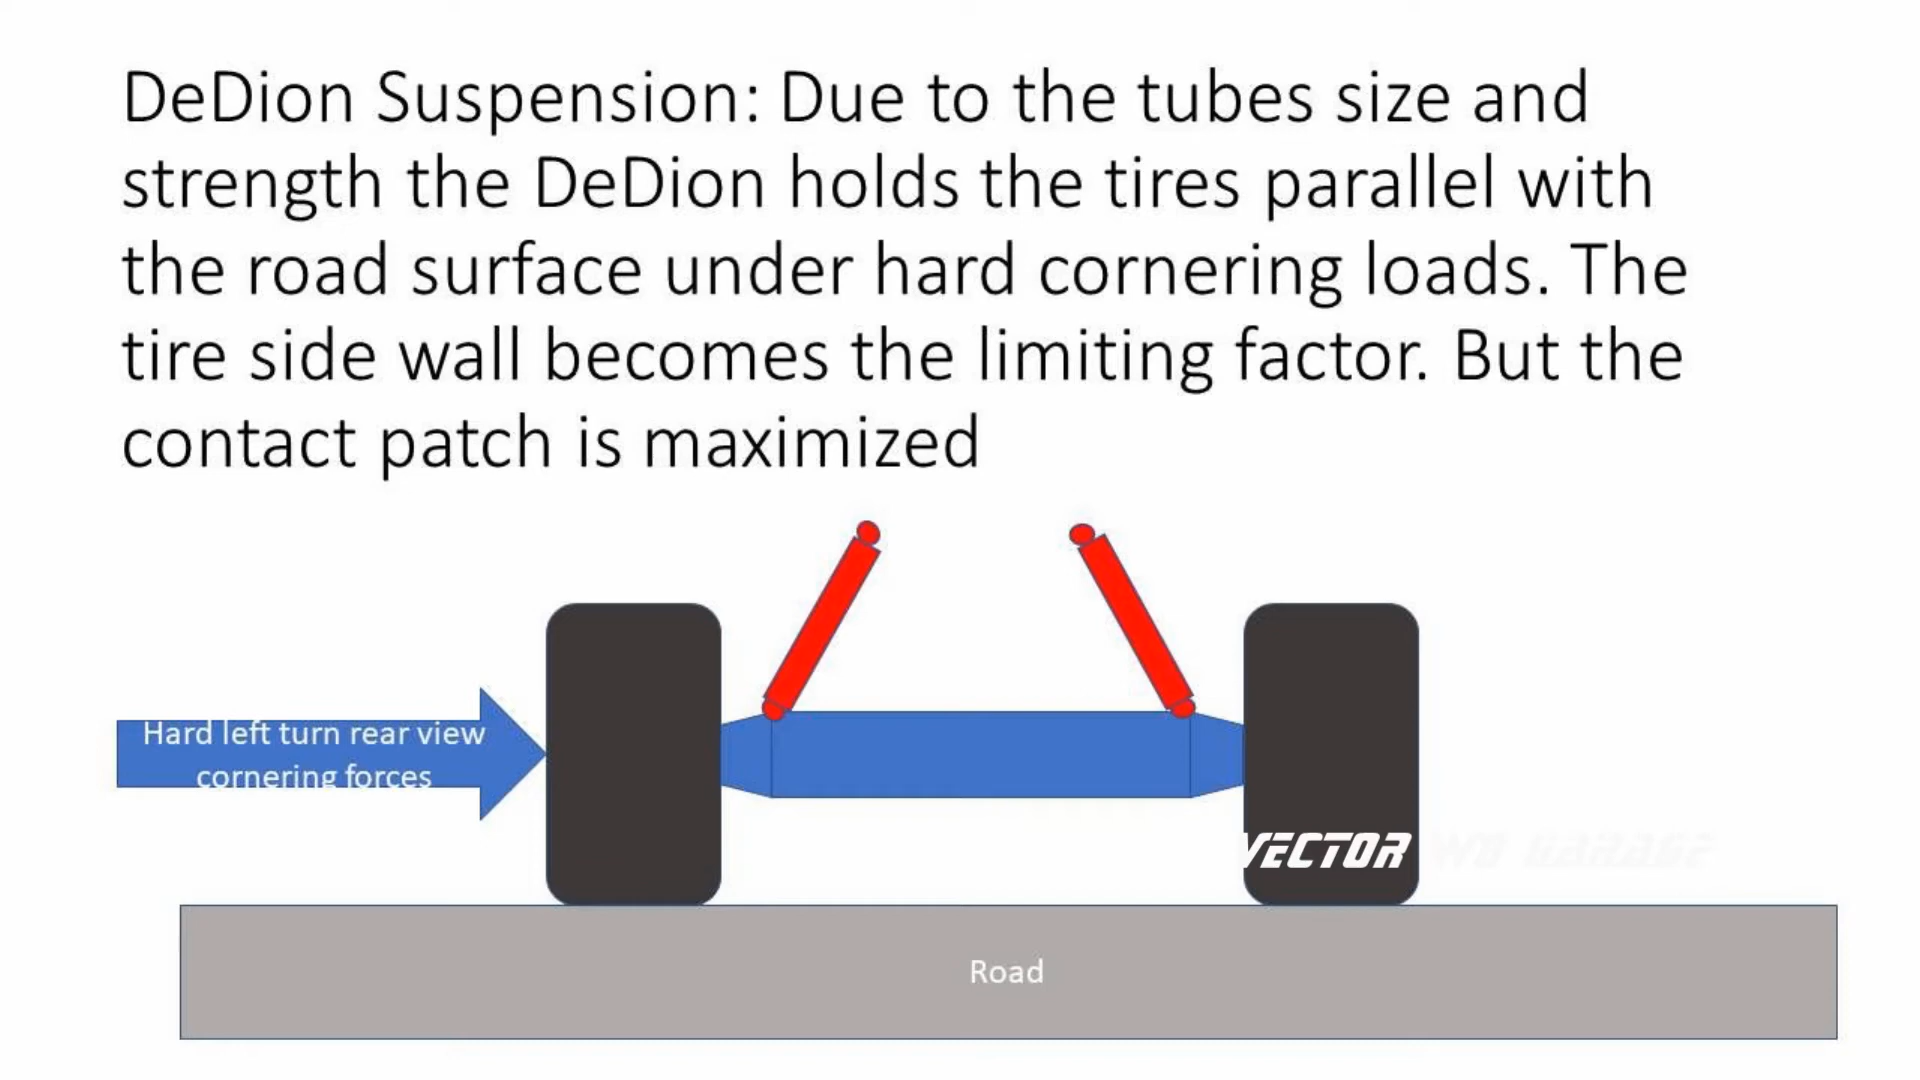 DeDion Suspension: Due to the tubes size and
strength the DeDion holds the tires parallel with
the road surface under hard cornering loads. The
tire side wall becomes the limiting factor. But the
contact patch is maximized
Hard left turn rear view
cornering forces
VECTOR W8 GARAGE
Road